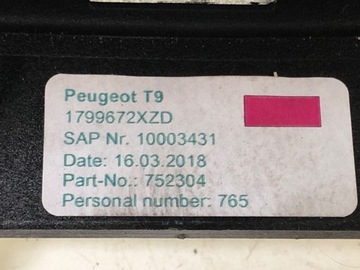 Peugeot T9
1799672XZD
SAP Nr. 10003431
Date: 16.03.2018
Part-No.: 752304
Personal number: 765